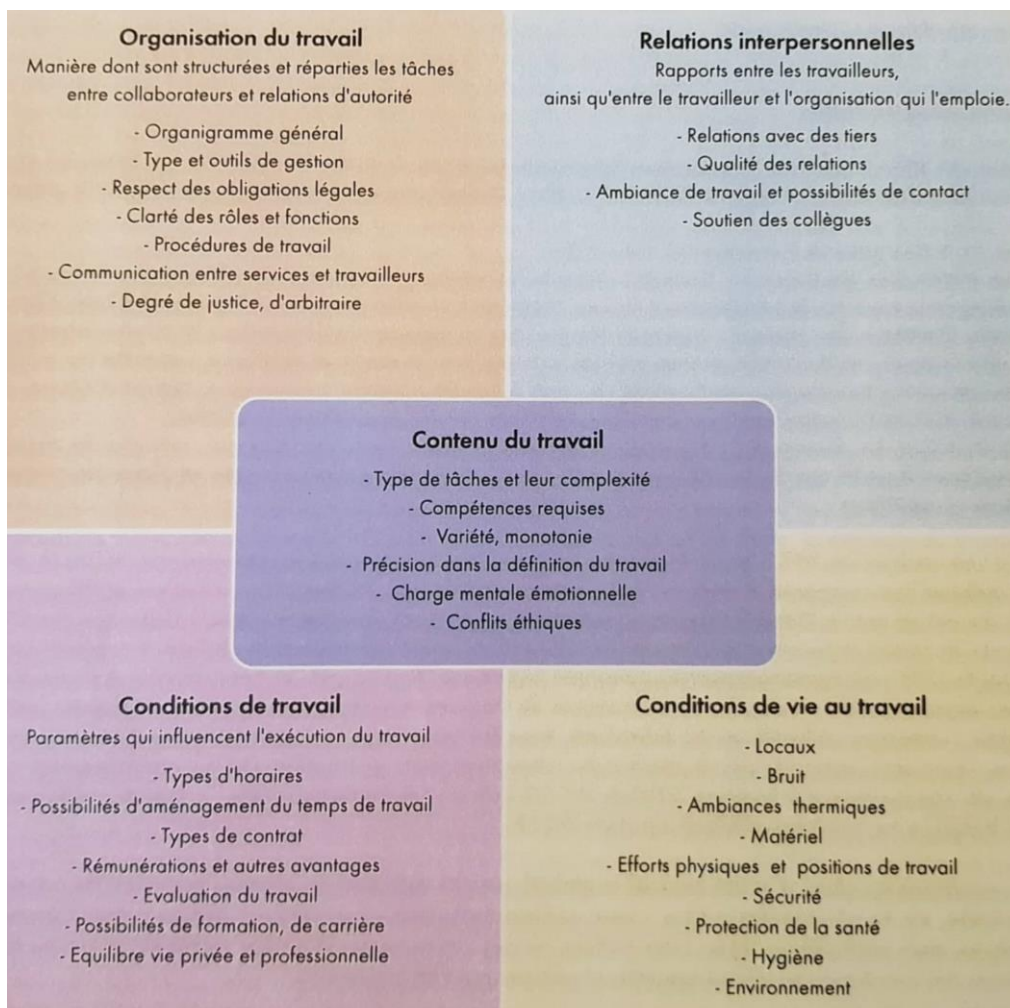 Organisation du travail
Manière dont sont structurées et réparties les tâches
entre collaborateurs et relations d'autorité
- Organigramme général
- Type et outils de gestion
- Respect des obligations légales
- Clarté des rôles et fonctions
- Procédures de travail
- Communication entre services et travailleurs
- Degré de justice, d'arbitraire
Relations interpersonnelles
Rapports entre les travailleurs,
ainsi qu'entre le travailleur et l'organisation qui l'emploie.
- Relations avec des tiers
- Qualité des relations
- Ambiance de travail et possibilités de contact
- Soutien des collègues
Contenu du travail
- Type de tâches et leur complexité
- Compétences requises
- Variété, monotonie
- Précision dans la définition du travail
- Charge mentale émotionnelle
- Conflits éthiques
Conditions de travail
Paramètres qui influencent l'exécution du travail
- Types d'horaires
- Possibilités d'aménagement du temps de travail
- Types de contrat
- Rémunérations et autres avantages
- Evaluation du travail
- Possibilités de formation, de carrière
- Equilibre vie privée et professionnelle
Conditions de vie au travail
- Locaux
- Bruit
- Ambiances thermiques
- Matériel
- Efforts physiques et positions de travail
- Sécurité
- Protection de la santé
- Hygiène
- Environnement